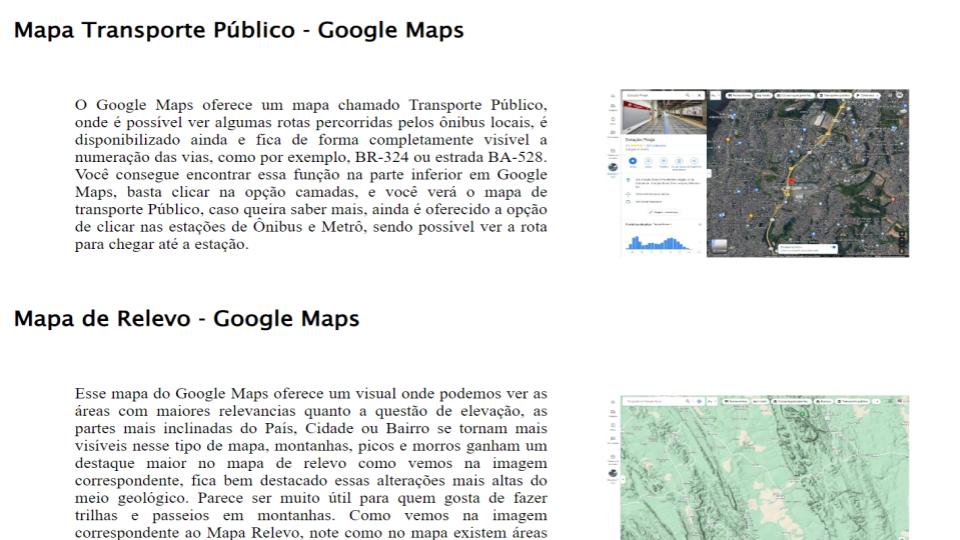 Mapa Transporte Público - Google Maps
O Google Maps oferece um mapa chamado Transporte Público,
onde é possível ver algumas rotas percorridas pelos ônibus locais, é
disponibilizado ainda e fica de forma completamente visível a
numeração das vias, como por exemplo, BR-324 ou estrada BA-528.
Você consegue encontrar essa função na parte inferior em Google
Maps, basta clicar na opção camadas, e você verá o mapa de
transporte Público, caso queira saber mais, ainda é oferecido a opção
de clicar nas estações de Ônibus e Metrô, sendo possível ver a rota
para chegar até a estação.
Mapa de Relevo - Google Maps
Esse mapa do Google Maps oferece um visual onde podemos ver as
áreas com maiores relevancias quanto a questão de elevação, as
partes mais inclinadas do País, Cidade ou Bairro se tornam mais
visíveis nesse tipo de mapa, montanhas, picos e morros ganham um
destaque maior no mapa de relevo como vemos na imagem
correspondente, fica bem destacado essas alterações mais altas do
meio geológico. Parece ser muito útil para quem gosta de fazer
trilhas e passeios em montanhas. Como vemos na imagem
correspondente ao Mapa Relevo, note como no mapa existem áreas